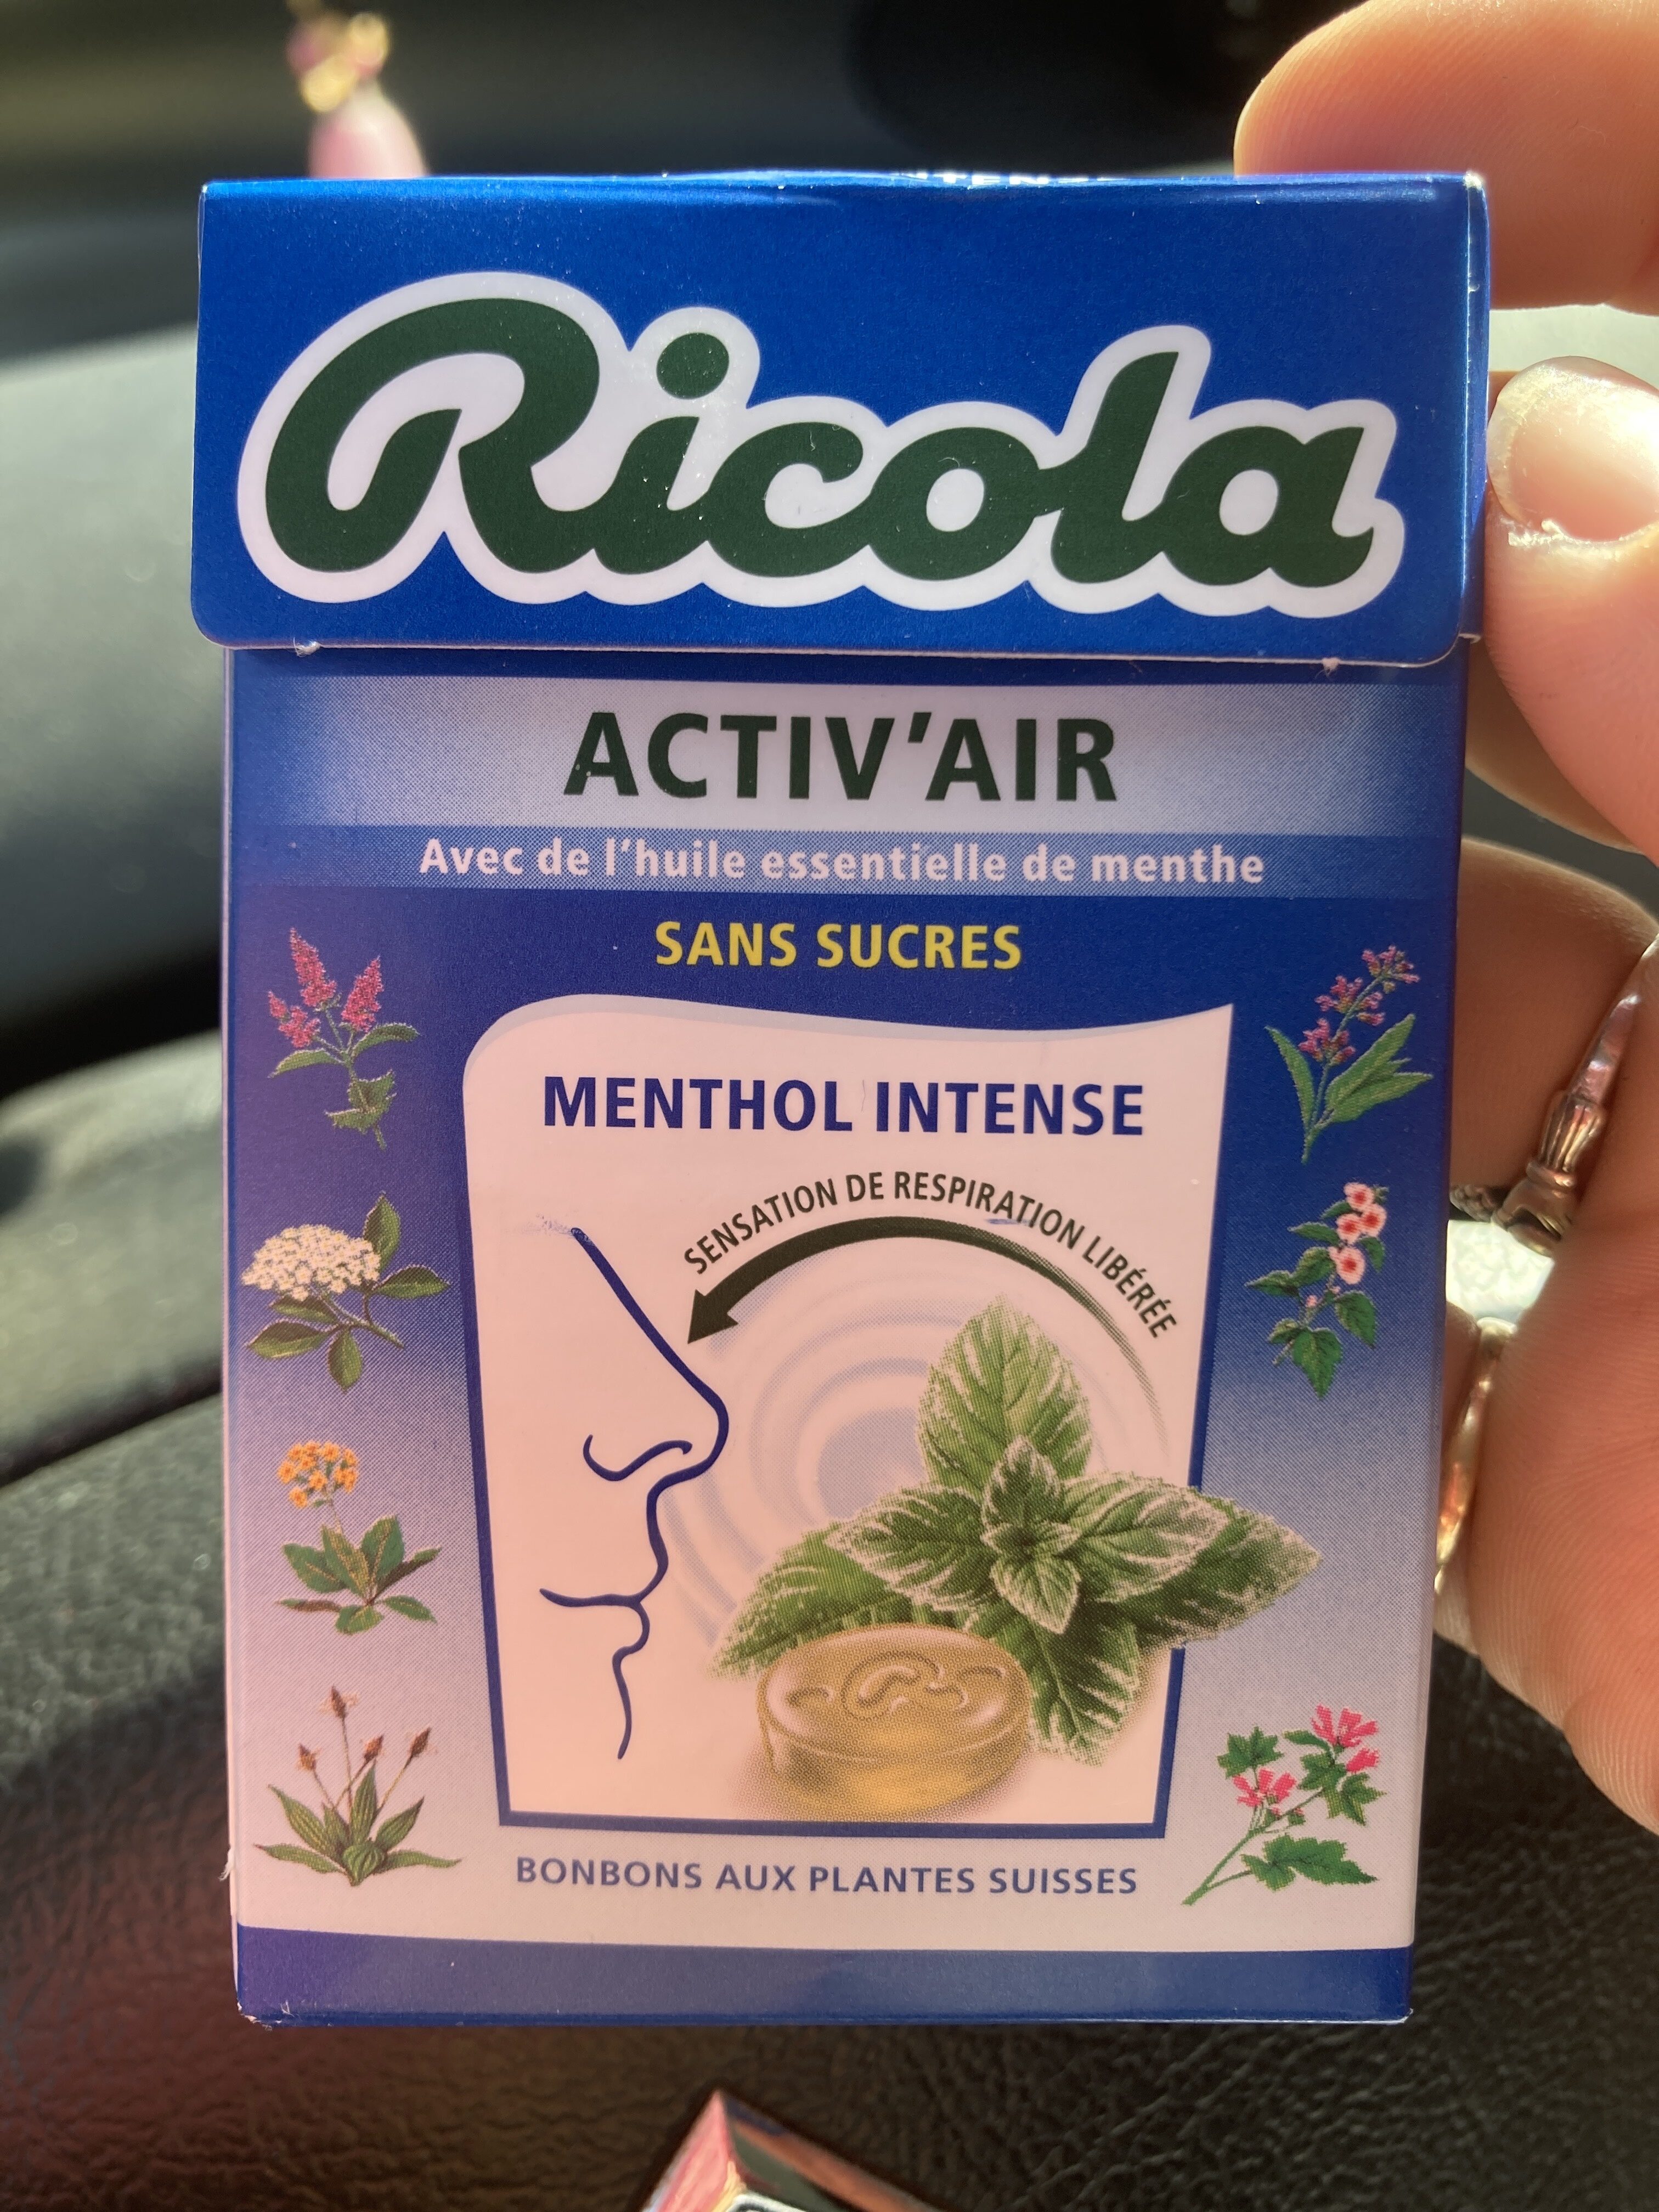 Ricola
ACTIV'AIR
Avec de l'huile essentielle de menthe
SANS SUCRES
MENTHOL INTENSE
SENSATION DE RESPIRATION LIBÉRÉE
BONBONS AUX PLANTES SUISSES